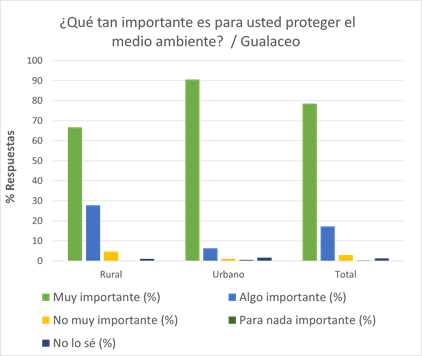 ¿Qué tan importante es para usted proteger el
medio ambiente? / Gualaceo
% Respuestas
100
90
80
70
60
50
40
30
20
10
0
Rural Urbano Total
Muy importante (%) Algo importante (%)
No muy importante (%) Para nada importante (%)
No lo sé (%)